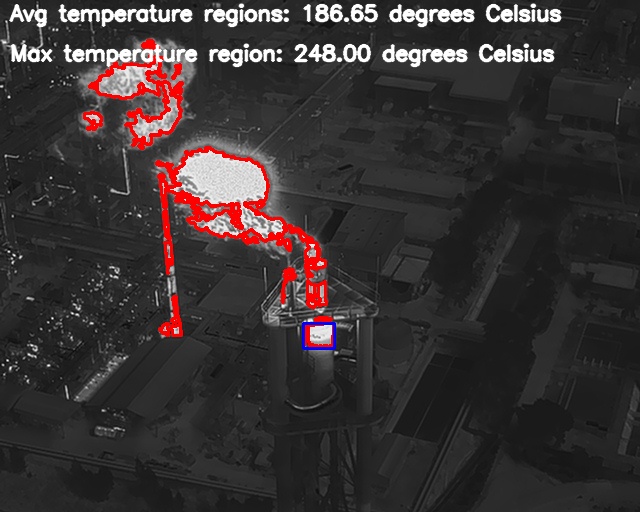 Avg temperature regions: 186.65 degrees Celsius
Max temperature region: 248.00 degrees Celsius